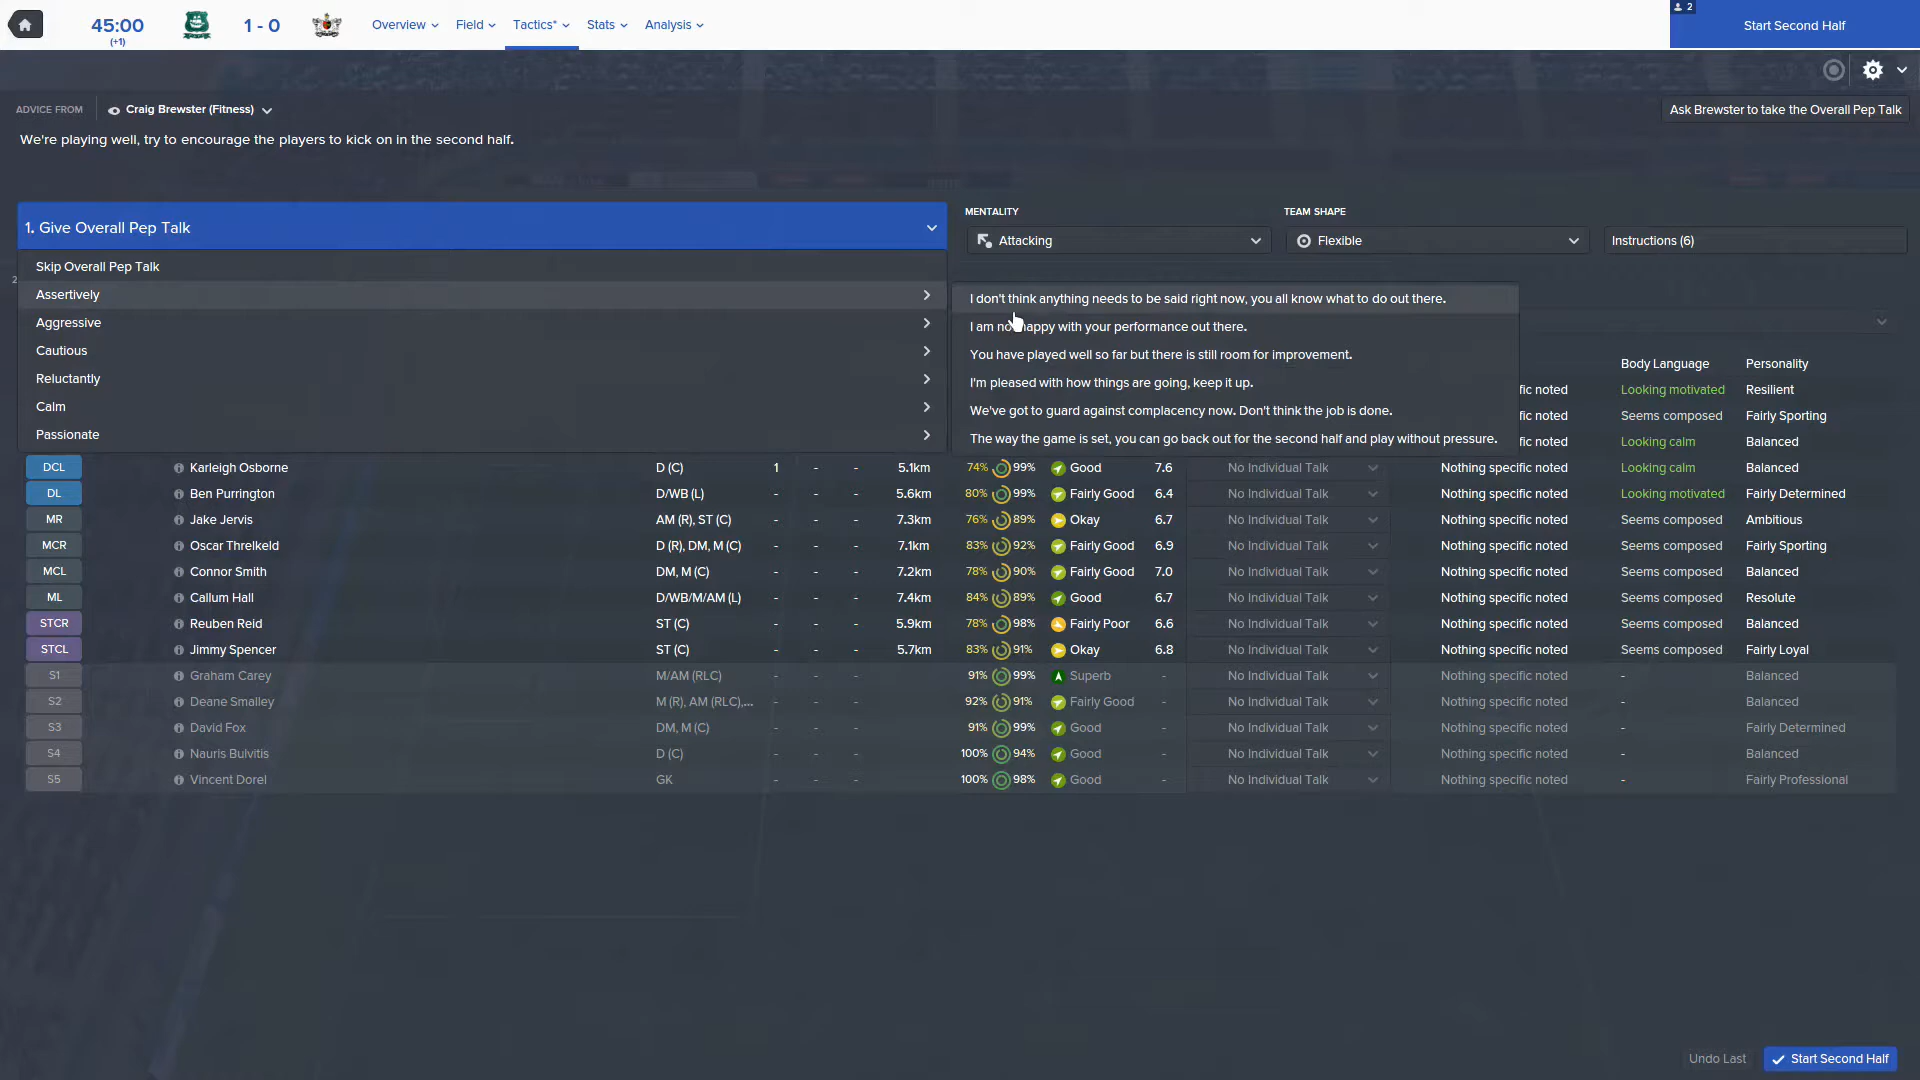 45:00
(+1)
1 - 0
Overview
Field
Tactics*
Stats
Analysis
2
Start Second Half
ADVICE FROM
Craig Brewster (Fitness)
Ask Brewster to take the Overall Pep Talk
We're playing well, try to encourage the players to kick on in the second half.
1. Give Overall Pep Talk
MENTALITY
Attacking
TEAM SHAPE
Flexible
Instructions (6)
2
Skip Overall Pep Talk
Assertively
Aggressive
Cautious
Reluctantly
Calm
Passionate
I don't think anything needs to be said right now, you all know what to do out there.
I am no happy with your performance out there.
You have played well so far but there is still room for improvement.
I'm pleased with how things are going, keep it up.
We've got to guard against complacency now. Don't think the job is done.
The way the game is set, you can go back out for the second half and play without pressure.
Body Language Personality
ific noted Looking motivated Resilient
ific noted Seems composed Fairly Sporting
ific noted Looking calm Balanced
DCL Karleigh Osborne D (C) 1 - - 5.1km 74% 99% Good 7.6 No Individual Talk Nothing specific noted Looking calm Balanced
DL Ben Purrington D/WB (L) - - - 5.6km 80% 99% Fairly Good 6.4 No Individual Talk Nothing specific noted Looking motivated Fairly Determined
MR Jake Jervis AM (R), ST (C) - - - 7.3km 76% 89% Okay 6.7 No Individual Talk Nothing specific noted Seems composed Ambitious
MCR Oscar Threlkeld D (R), DM, M (C) - - - 7.1km 83% 92% Fairly Good 6.9 No Individual Talk Nothing specific noted Seems composed Fairly Sporting
MCL Connor Smith DM, M (C) - - - 7.2km 78% 90% Fairly Good 7.0 No Individual Talk Nothing specific noted Seems composed Balanced
ML Callum Hall D/WB/M/AM (L) - - - 7.4km 84% 89% Good 6.7 No Individual Talk Nothing specific noted Seems composed Resolute
STCR Reuben Reid ST (C) - - - 5.9km 78% 98% Fairly Poor 6.6 No Individual Talk Nothing specific noted Seems composed Balanced
STCL Jimmy Spencer ST (C) - - - 5.7km 83% 91% Okay 6.8 No Individual Talk Nothing specific noted Seems composed Fairly Loyal
S1 Graham Carey M/AM (RLC) - - - - 91% 99% Superb - No Individual Talk Nothing specific noted - Balanced
S2 Deane Smalley M (R), AM (RLC),... - - - - 92% 91% Fairly Good - No Individual Talk Nothing specific noted - Balanced
S3 David Fox DM, M (C) - - - - 91% 99% Good - No Individual Talk Nothing specific noted - Fairly Determined
S4 Nauris Bulvitis D (C) - - - - 100% 94% Good - No Individual Talk Nothing specific noted - Balanced
S5 Vincent Dorel GK - - - - 100% 98% Good - No Individual Talk Nothing specific noted - Fairly Professional
Undo Last
Start Second Half